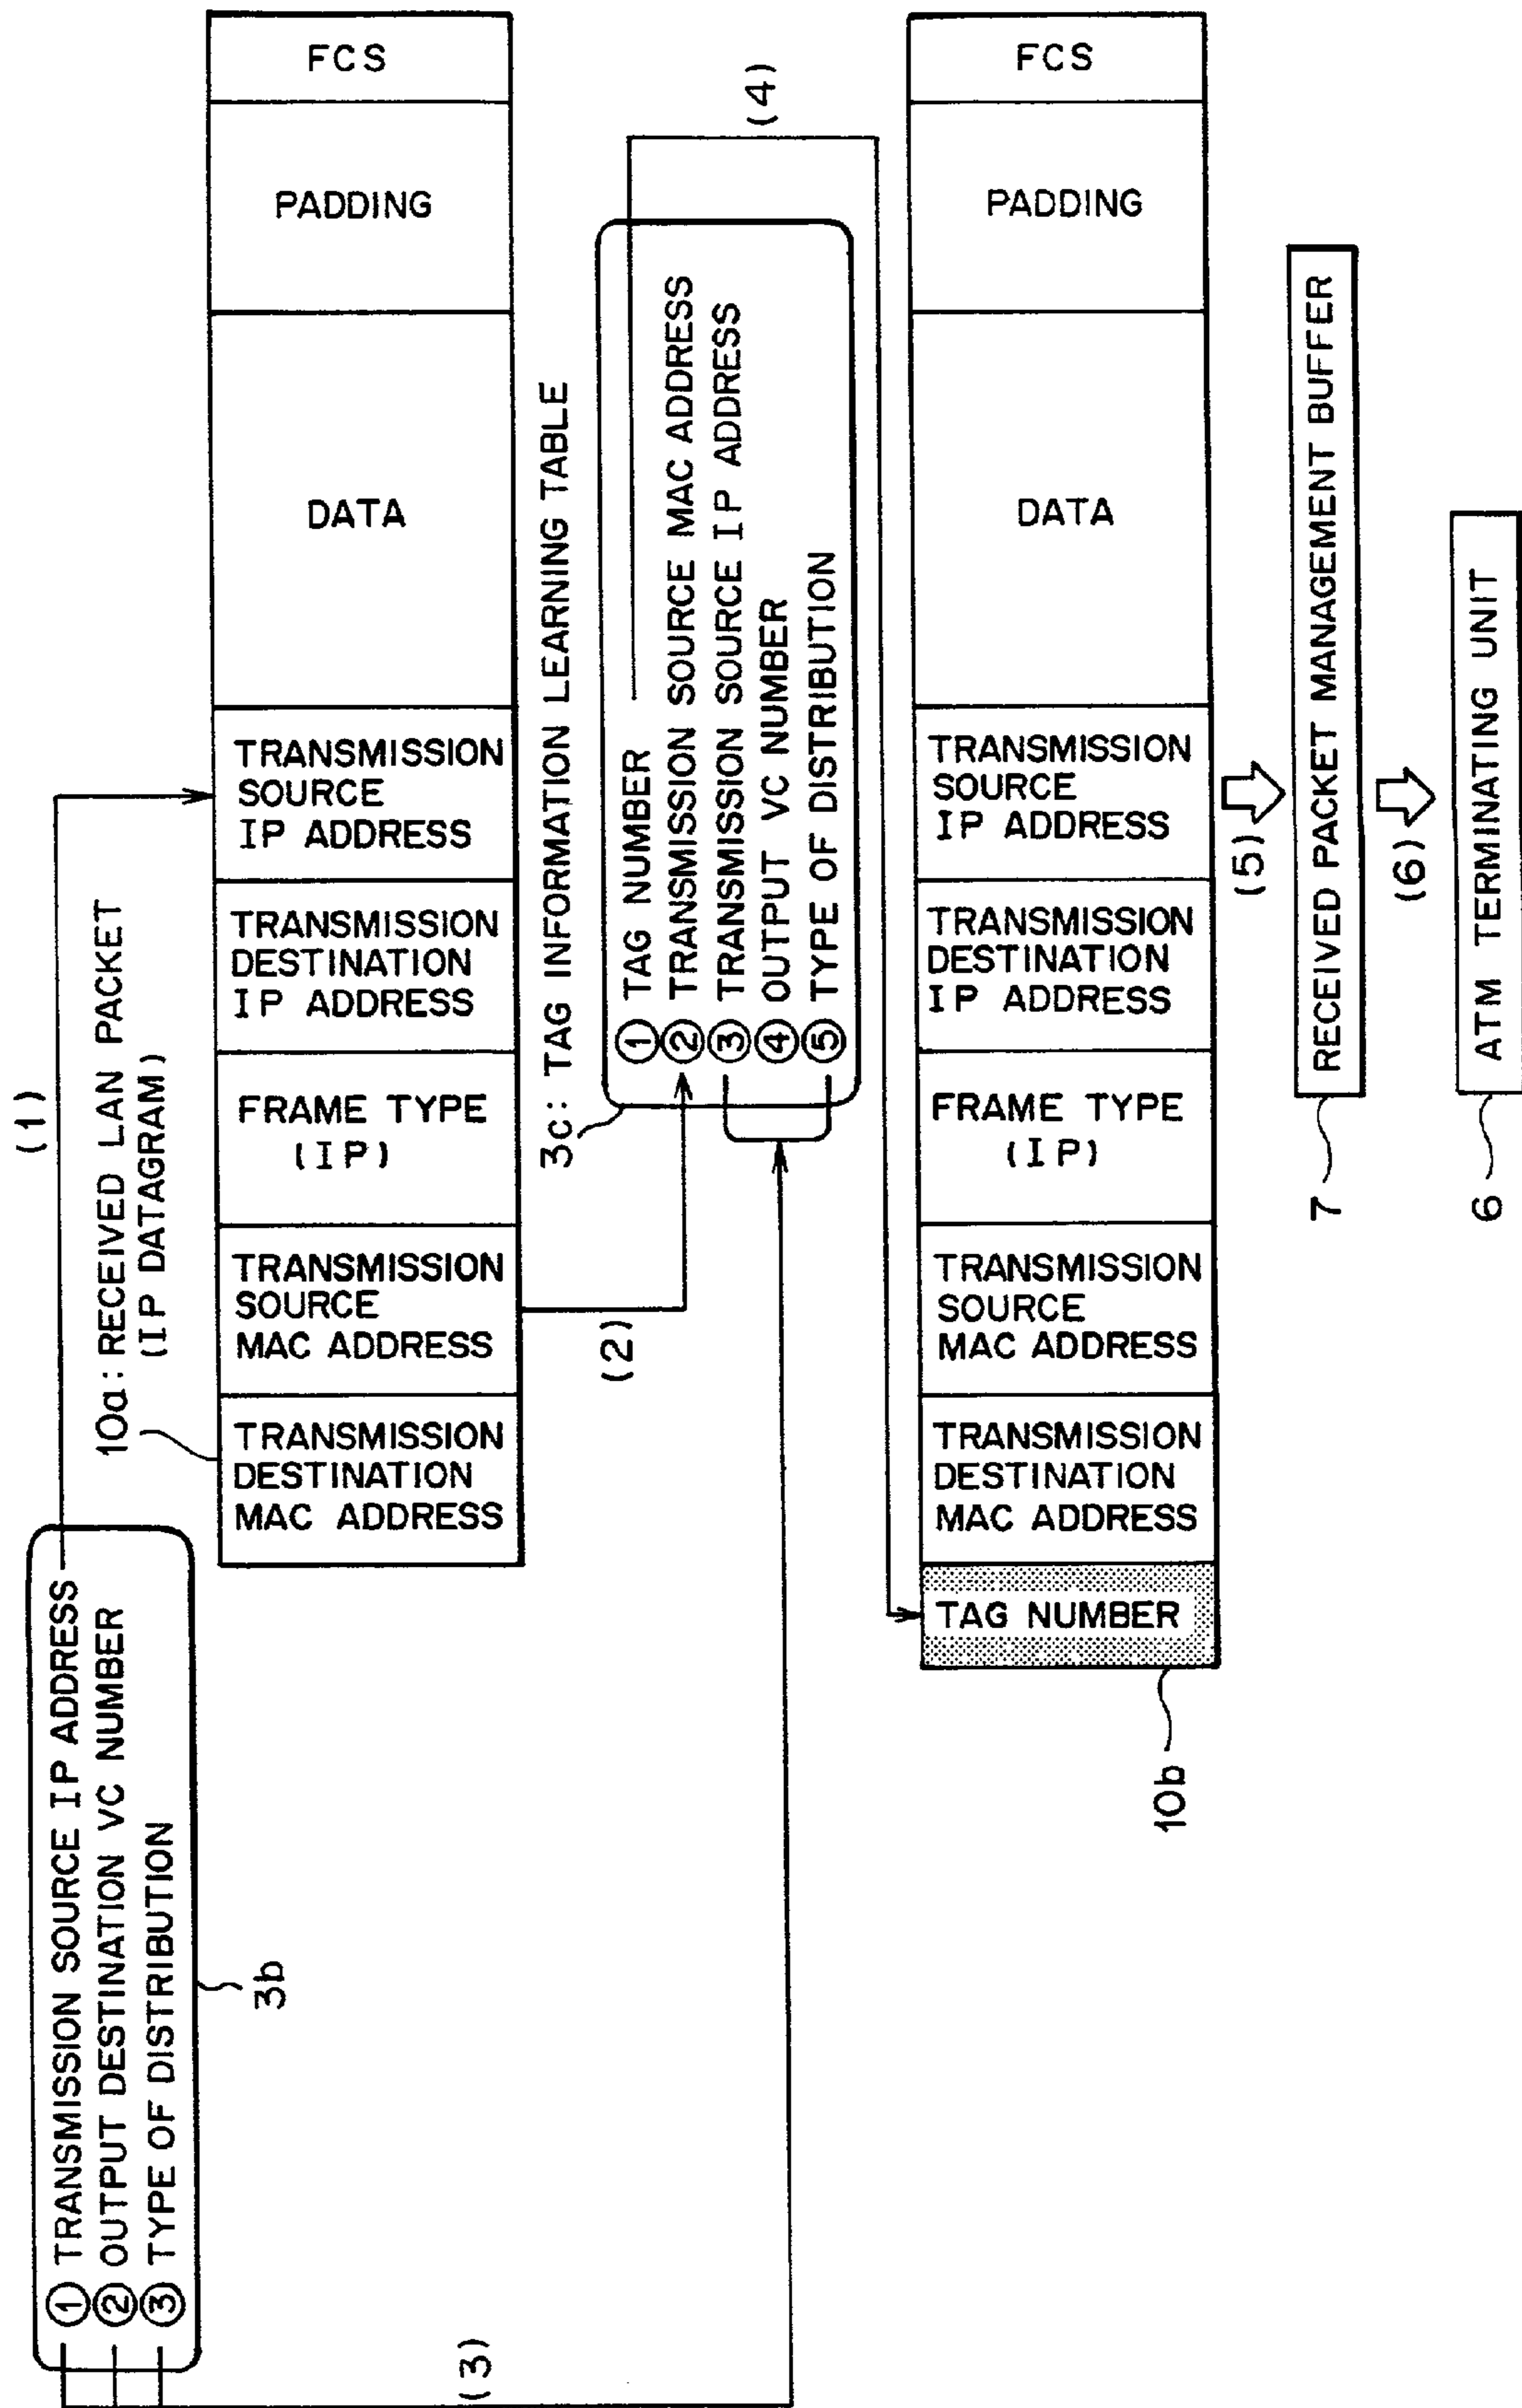 ① TRANSMISSION SOURCE IP ADDRESS
② OUTPUT DESTINATION VC NUMBER
③ TYPE OF DISTRIBUTION
3b
(1)
10a: RECEIVED LAN PACKET
(IP DATAGRAM)
TRANSMISSION
DESTINATION
MAC ADDRESS
TRANSMISSION
SOURCE
MAC ADDRESS
FRAME TYPE
(IP)
TRANSMISSION
DESTINATION
IP ADDRESS
TRANSMISSION
SOURCE
IP ADDRESS
DATA
PADDING
FCS
(2)
(3)
3c: TAG INFORMATION LEARNING TABLE
① TAG NUMBER
② TRANSMISSION SOURCE MAC ADDRESS
③ TRANSMISSION SOURCE IP ADDRESS
④ OUTPUT VC NUMBER
⑤ TYPE OF DISTRIBUTION
(4)
TAG NUMBER
TRANSMISSION
DESTINATION
MAC ADDRESS
TRANSMISSION
SOURCE
MAC ADDRESS
FRAME TYPE
(IP)
TRANSMISSION
DESTINATION
IP ADDRESS
TRANSMISSION
SOURCE
IP ADDRESS
DATA
PADDING
FCS
10b
(5)
7
RECEIVED PACKET MANAGEMENT BUFFER
(6)
6
ATM TERMINATING UNIT